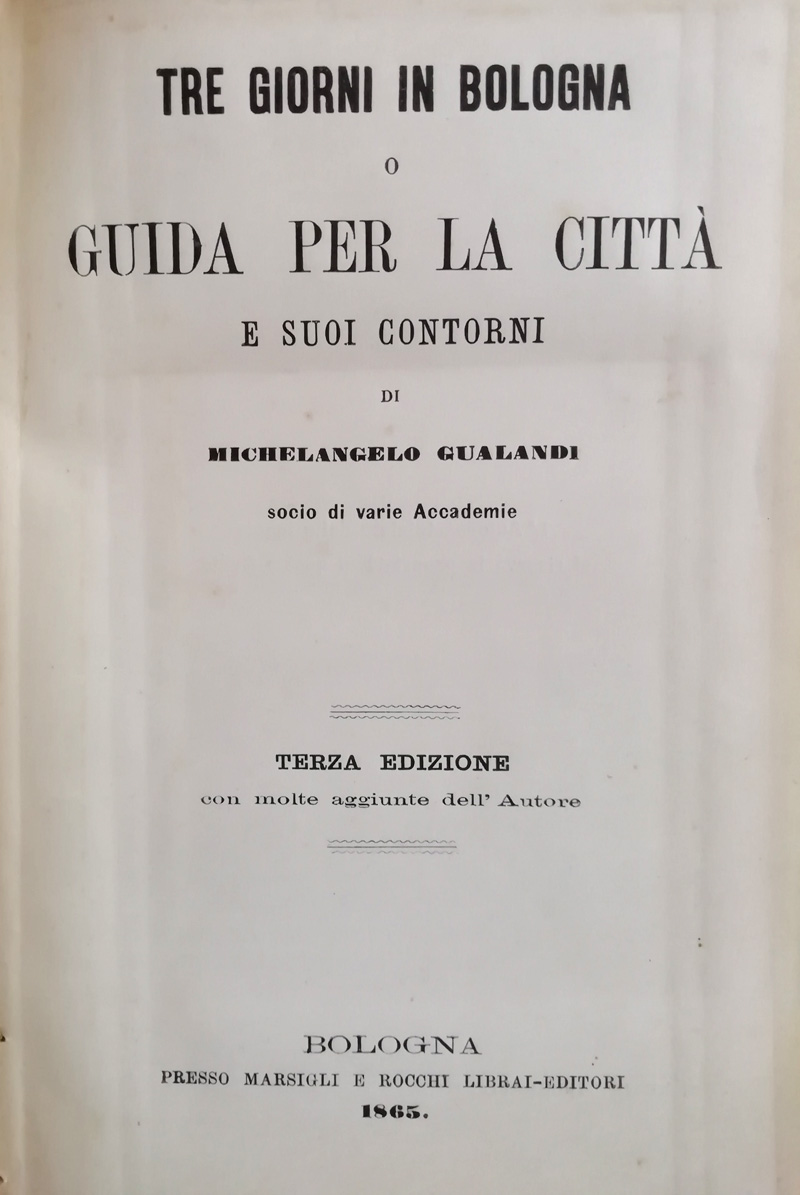 TRE GIORNI IN BOLOGNA
O
GUIDA PER LA CITTÀ
E SUOI CONTORNI
DI
MICHELANGELO GUALANDI
socio di varie Accademie
TERZA EDIZIONE
con molte aggiunte dell' Autore
BOLOGNA
PRESSO MARSIGLI E ROCCHI LIBRAI-EDITORI
1865.